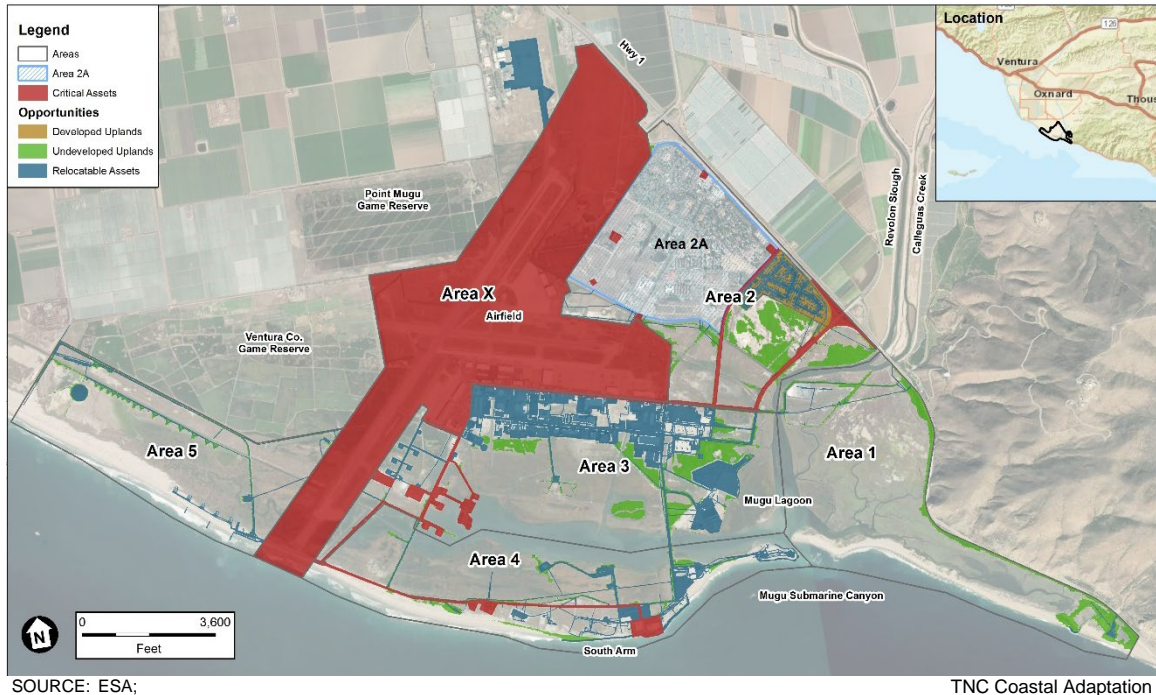 Legend
Areas
Area 2A
Critical Assets
Opportunities
Developed Uplands
Undeveloped Uplands
Relocatable Assets
Location
126
Ventura
Oxnard
Thous
Hwy 1
Point Mugu
Game Reserve
Revolon Slough
Calleguas Creek
Area 2A
Area X
Area 2
Airfield
Ventura Co.
Game Reserve
Area 5
Area 3
Area 1
Mugu Lagoon
Area 4
Mugu Submarine Canyon
South Arm
N
0 3,600
Feet
SOURCE: ESA;
TNC Coastal Adaptation